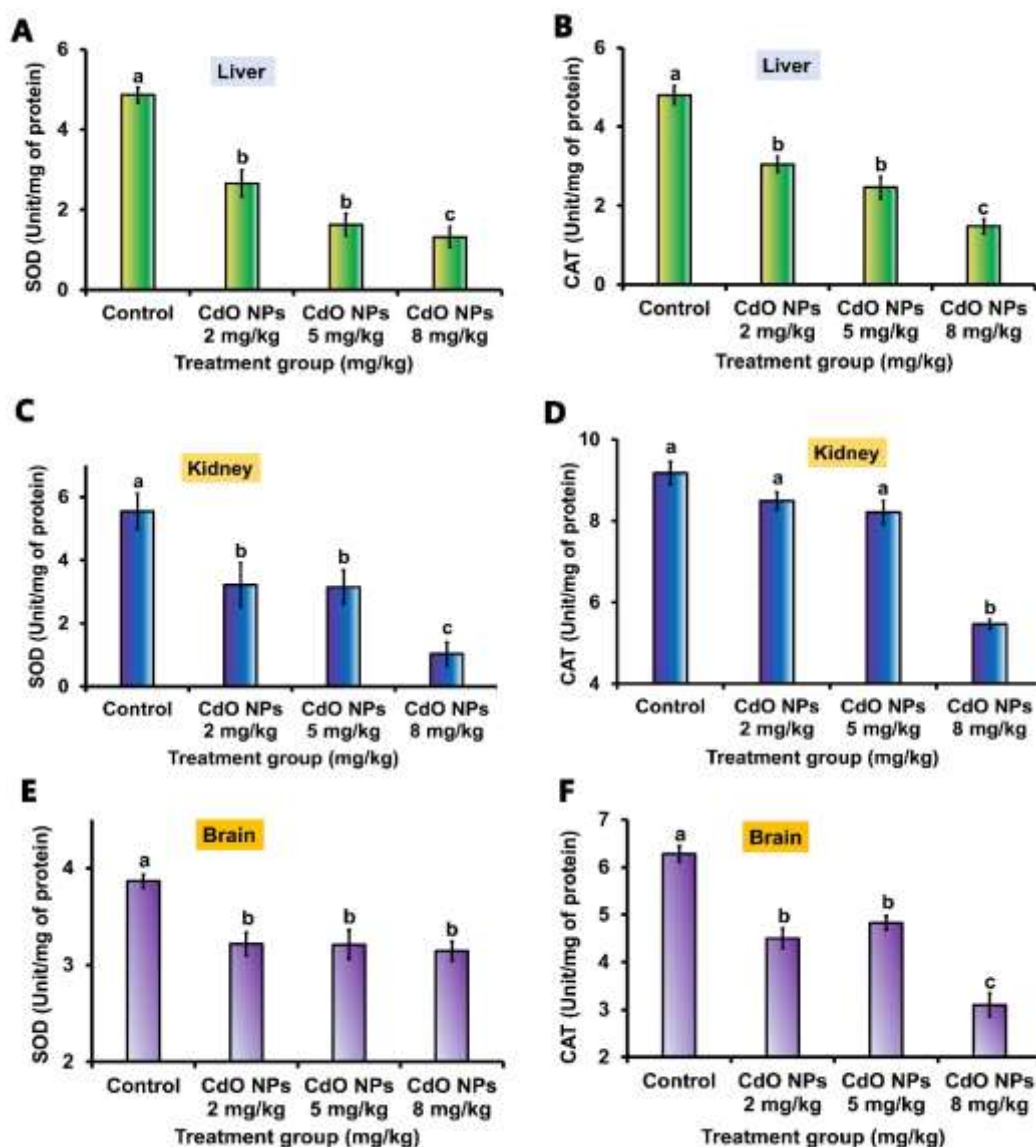 A
SOD (Unit/mg of protein)
6
4
2
0
Liver
a
b
b
c
Control
CdO NPs 2 mg/kg
CdO NPs 5 mg/kg
CdO NPs 8 mg/kg
Treatment group (mg/kg)
B
CAT (Unit/mg of protein)
6
4
2
0
Liver
a
b
b
c
Control
CdO NPs 2 mg/kg
CdO NPs 5 mg/kg
CdO NPs 8 mg/kg
Treatment group (mg/kg)
C
SOD (Unit/mg of protein)
6
4
2
0
Kidney
a
b
b
c
Control
CdO NPs 2 mg/kg
CdO NPs 5 mg/kg
CdO NPs 8 mg/kg
Treatment group (mg/kg)
D
CAT (Unit/mg of protein)
10
8
6
4
Kidney
a
a
a
b
Control
CdO NPs 2 mg/kg
CdO NPs 5 mg/kg
CdO NPs 8 mg/kg
Treatment group (mg/kg)
E
SOD (Unit/mg of protein)
4
3
2
Brain
a
b
b
b
Control
CdO NPs 2 mg/kg
CdO NPs 5 mg/kg
CdO NPs 8 mg/kg
Treatment group (mg/kg)
F
CAT (Unit/mg of protein)
7
6
5
4
3
2
Brain
a
b
b
c
Control
CdO NPs 2 mg/kg
CdO NPs 5 mg/kg
CdO NPs 8 mg/kg
Treatment group (mg/kg)